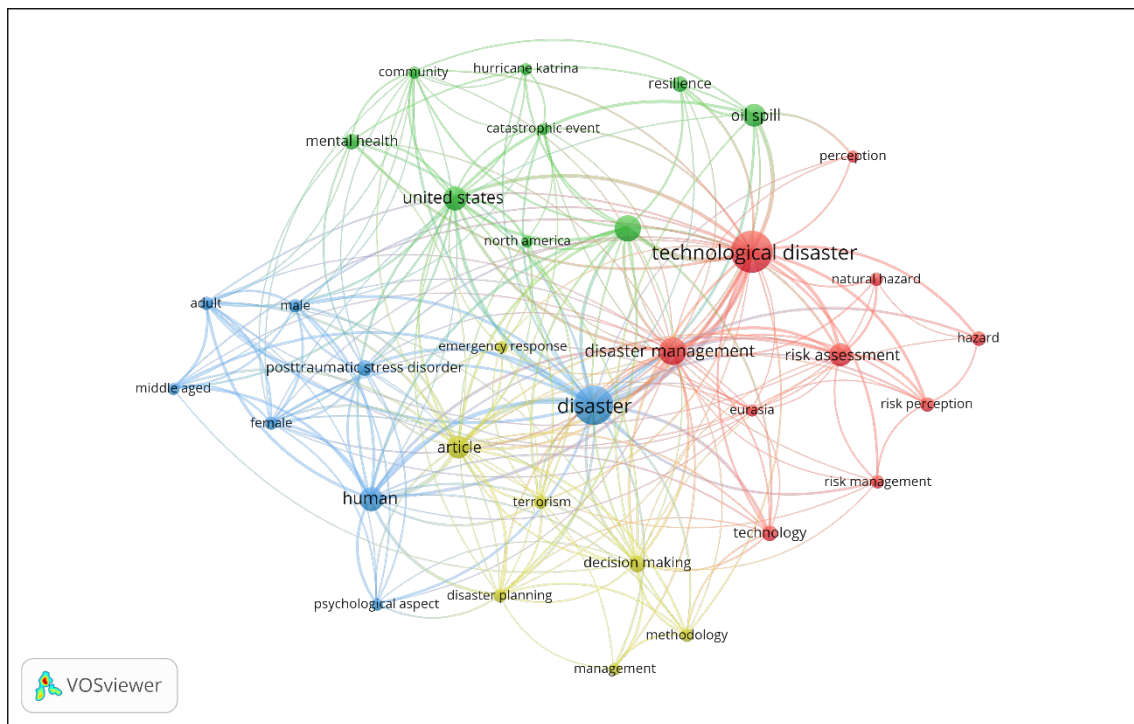 hurricane katrina
community
resilience
oil spill
catastrophic event
mental health
perception
united states
north america
technological disaster
natural hazard
adult
male
hazard
emergency response
disaster management
risk assessment
posttraumatic stress disorder
middle aged
disaster
eurasia
risk perception
female
article
risk management
human
terrorism
technology
decision making
disaster planning
psychological aspect
methodology
management
VOSviewer